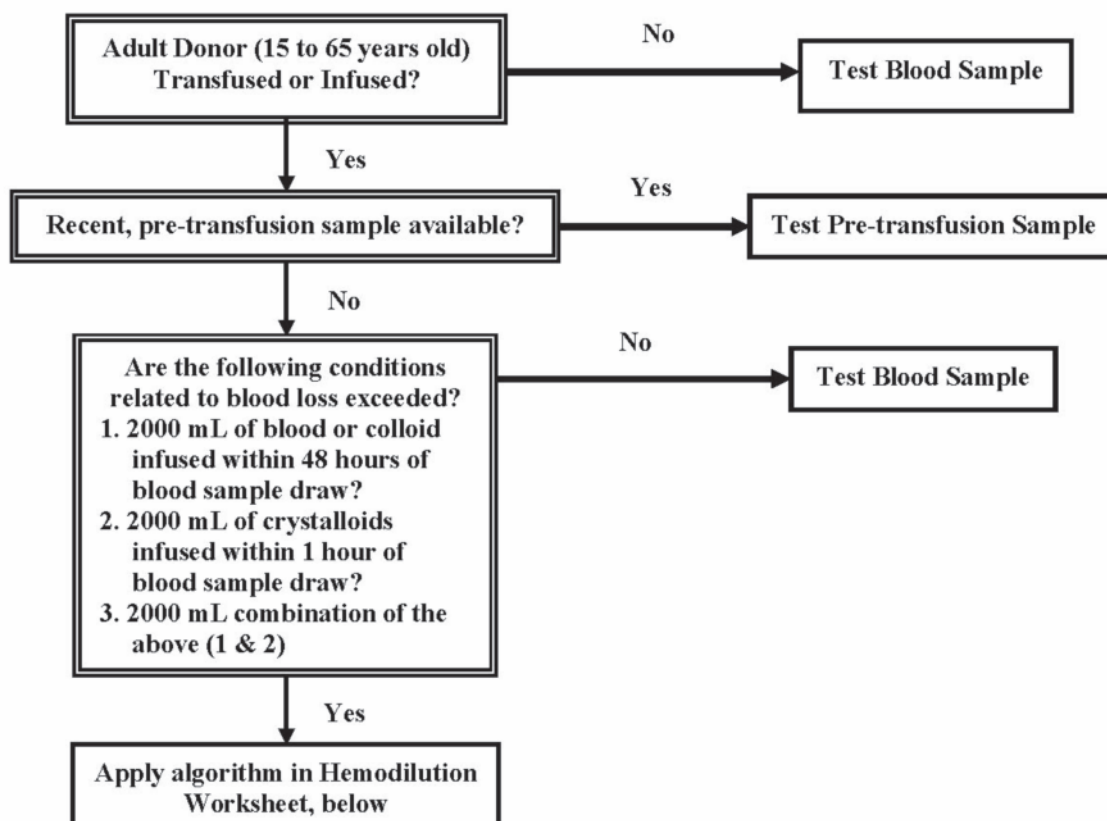 Adult Donor (15 to 65 years old)
Transfused or Infused?
No
Test Blood Sample
Yes
Recent, pre-transfusion sample available?
Yes
Test Pre-transfusion Sample
No
Are the following conditions
related to blood loss exceeded?
1. 2000 mL of blood or colloid
infused within 48 hours of
blood sample draw?
2. 2000 mL of crystalloids
infused within 1 hour of
blood sample draw?
3. 2000 mL combination of the
above (1 & 2)
No
Test Blood Sample
Yes
Apply algorithm in Hemodilution
Worksheet, below